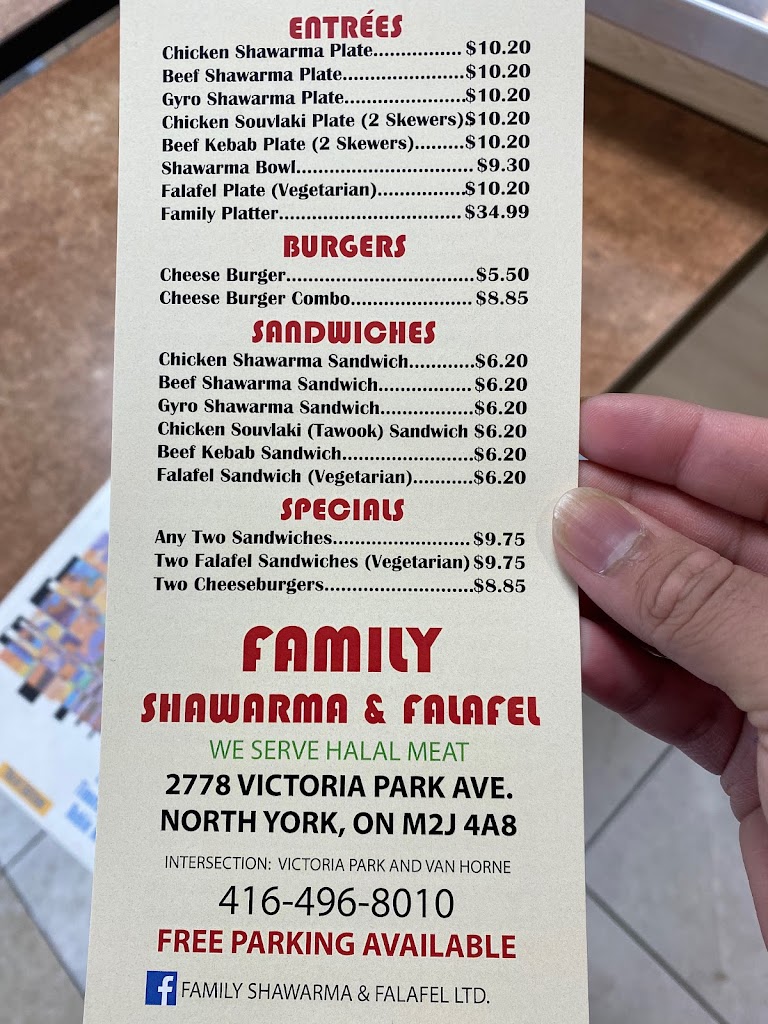 ENTRÉES
Chicken Shawarma Plate................ $10.20
Beef Shawarma Plate......................$10.20
Gyro Shawarma Plate......................$10.20
Chicken Souvlaki Plate (2 Skewers)$10.20
Beef Kebab Plate (2 Skewers).........$10.20
Shawarma Bowl................................ $9.30
Falafel Plate (Vegetarian)................$10.20
Family Platter................................. $34.99
BURGERS
Cheese Burger..................................$5.50
Cheese Burger Combo...................... $8.85
SANDWICHES
Chicken Shawarma Sandwich............$6.20
Beef Shawarma Sandwich................. $6.20
Gyro Shawarma Sandwich.................$6.20
Chicken Souvlaki (Tawook) Sandwich $6.20
Beef Kebab Sandwich........................$6.20
Falafel Sandwich (Vegetarian)...........$6.20
SPECIALS
Any Two Sandwiches......................... $9.75
Two Falafel Sandwiches (Vegetarian) $9.75
Two Cheeseburgers...........................$8.85
FAMILY
SHAWARMA & FALAFEL
WE SERVE HALAL MEAT
2778 VICTORIA PARK AVE.
NORTH YORK, ON M2J 4A8
INTERSECTION: VICTORIA PARK AND VAN HORNE
416-496-8010
FREE PARKING AVAILABLE
f FAMILY SHAWARMA & FALAFEL LTD.